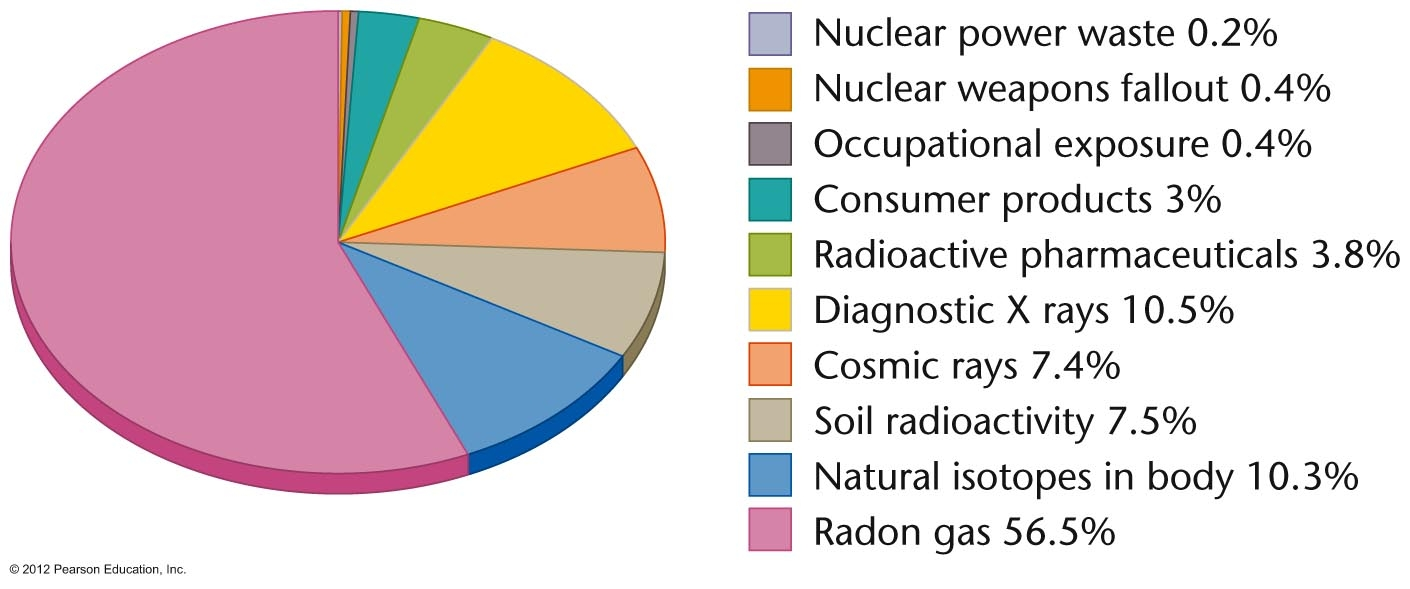 Nuclear power waste 0.2%
Nuclear weapons fallout 0.4%
Occupational exposure 0.4%
Consumer products 3%
Radioactive pharmaceuticals 3.8%
Diagnostic X rays 10.5%
Cosmic rays 7.4%
Soil radioactivity 7.5%
Natural isotopes in body 10.3%
Radon gas 56.5%
© 2012 Pearson Education, Inc.